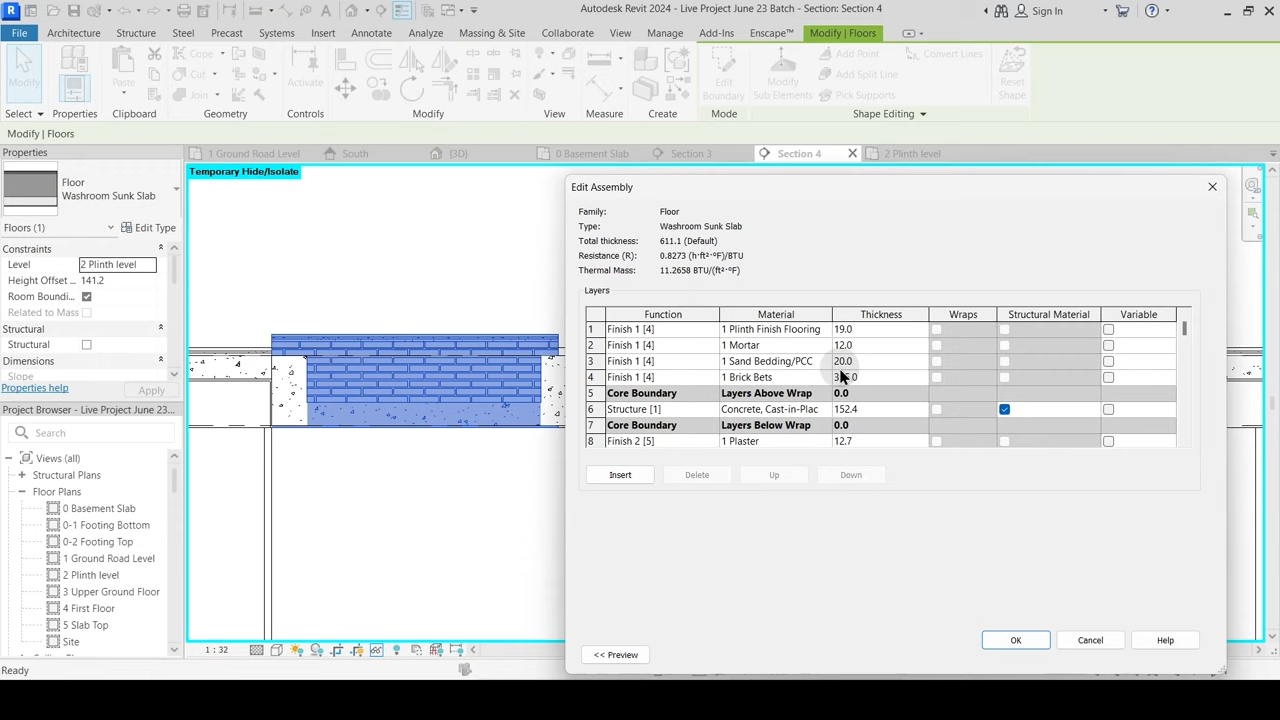 Autodesk Revit 2024 - Live Project June 23 Batch - Section: Section 4
Sign In
File Architecture Structure Steel Precast Systems Insert Annotate Analyze Massing & Site Collaborate View Manage Add-Ins Enscape™ Modify | Floors
Modify
Paste
Cope
Cut
Join
Activate
Edit
Boundary
Modify
Sub Elements
Add Point
Add Split Line
Pick Supports
Convert Lines
Reset
Shape
Select Properties Clipboard Geometry Controls Modify View Measure Create Mode Shape Editing
Modify | Floors
Properties
Floor
Washroom Sunk Slab
Floors (1)
Edit Type
Constraints
Level 2 Plinth level
Height Offset ... 141.2
Room Boundi...
Related to Mass
Structural
Structural
Dimensions
Slope
Properties help
Apply
Project Browser - Live Project June 23 Batch
Search
Views (all)
Structural Plans
Floor Plans
0 Basement Slab
0-1 Footing Bottom
0-2 Footing Top
1 Ground Road Level
2 Plinth level
3 Upper Ground Floor
4 First Floor
5 Slab Top
Site
1 Ground Road Level South {3D} 0 Basement Slab Section 3 Section 4 2 Plinth level
Temporary Hide/Isolate
Edit Assembly
Family: Floor
Type: Washroom Sunk Slab
Total thickness: 611.1 (Default)
Resistance (R): 0.8273 (h·ft²·°F)/BTU
Thermal Mass: 11.2658 BTU/(ft²·°F)
Layers
Function Material Thickness Wraps Structural Material Variable
1 Finish 1 [4] 1 Plinth Finish Flooring 19.0
2 Finish 1 [4] 1 Mortar 12.0
3 Finish 1 [4] 1 Sand Bedding/PCC 20.0
4 Finish 1 [4] 1 Brick Bets
5 Core Boundary Layers Above Wrap 0.0
6 Structure [1] Concrete, Cast-in-Plac 152.4
7 Core Boundary Layers Below Wrap 0.0
8 Finish 2 [5] 1 Plaster 12.7
Insert Delete Up Down
OK Cancel Help
<< Preview
1 : 32
Ready